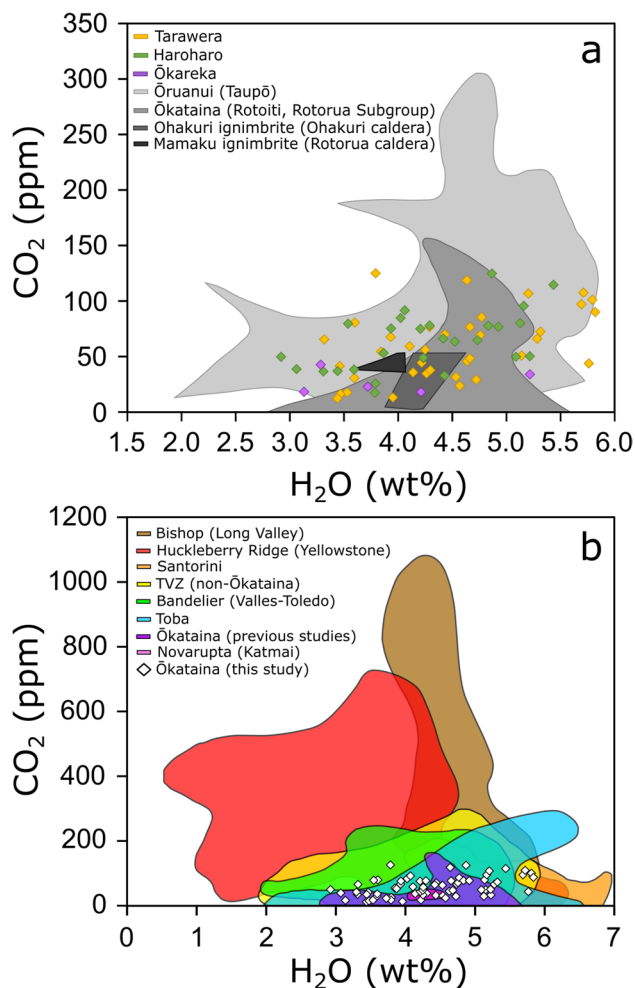 350
300
250
200
150
100
50
0
CO₂ (ppm)
a
Tarawera
Haroharo
Ōkareka
Ōruanui (Taupō)
Ōkataina (Rotoiti, Rotorua Subgroup)
Ohakuri ignimbrite (Ohakuri caldera)
Mamaku ignimbrite (Rotorua caldera)
1.5 2.0 2.5 3.0 3.5 4.0 4.5 5.0 5.5 6.0
H₂O (wt%)
1200
1000
800
600
400
200
0
CO₂ (ppm)
b
Bishop (Long Valley)
Huckleberry Ridge (Yellowstone)
Santorini
TVZ (non-Ōkataina)
Bandelier (Valles-Toledo)
Toba
Ōkataina (previous studies)
Novarupta (Katmai)
Ōkataina (this study)
0 1 2 3 4 5 6 7
H₂O (wt%)